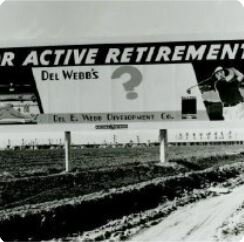 R ACTIVE RETIREMENT
DEL WEBB'S
?
DEL E. WEBB DEVELOPMENT CO.